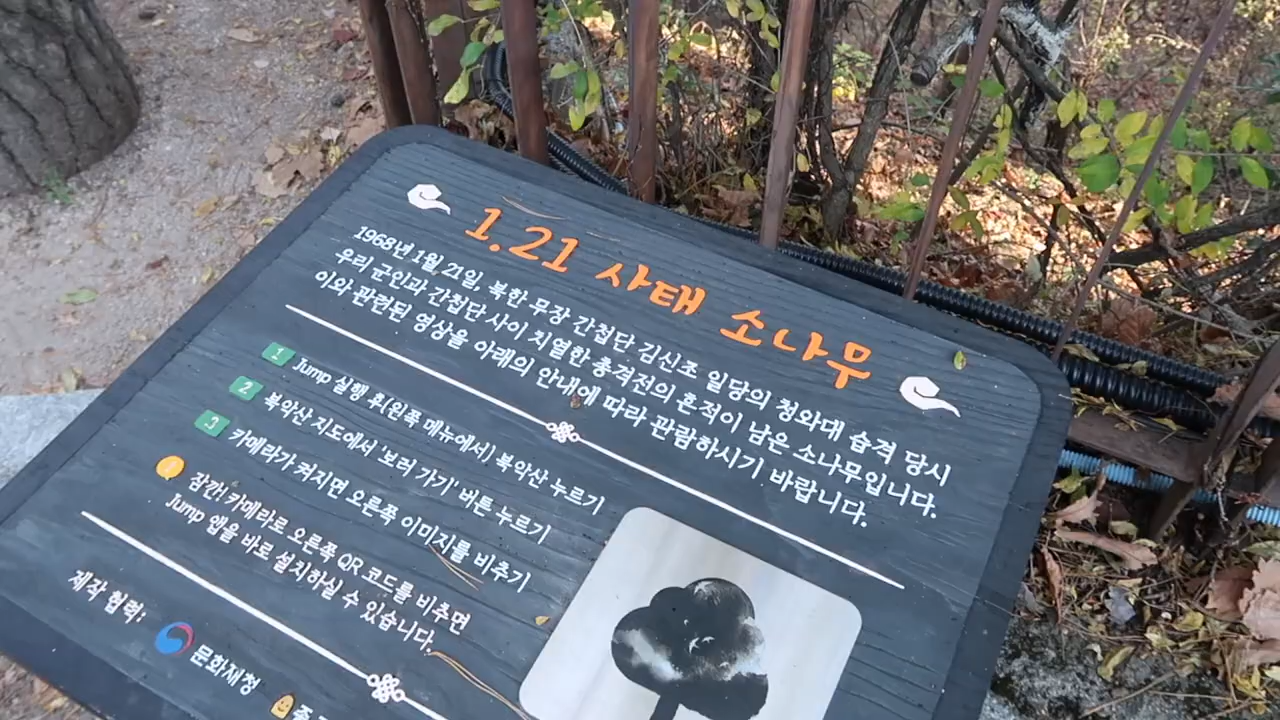 1.21 사태 소나무
1968년 1월 21일, 북한 무장 간첩단 김신조 일당의 청와대 습격 당시
우리 군인과 간첩단 사이 치열한 총격전의 흔적이 남은 소나무입니다.
이와 관련된 영상을 아래의 안내에 따라 관람하시기 바랍니다.
1 Jump 실행 후(왼쪽 메뉴에서) 북악산 누르기
2 북악산 지도에서 '보러 가기' 버튼 누르기
3 카메라가 켜지면 오른쪽 이미지를 비추기
잠깐! 카메라로 오른쪽 QR 코드를 비추면
Jump 앱을 바로 설치하실 수 있습니다.
제작 협력:
문화재청